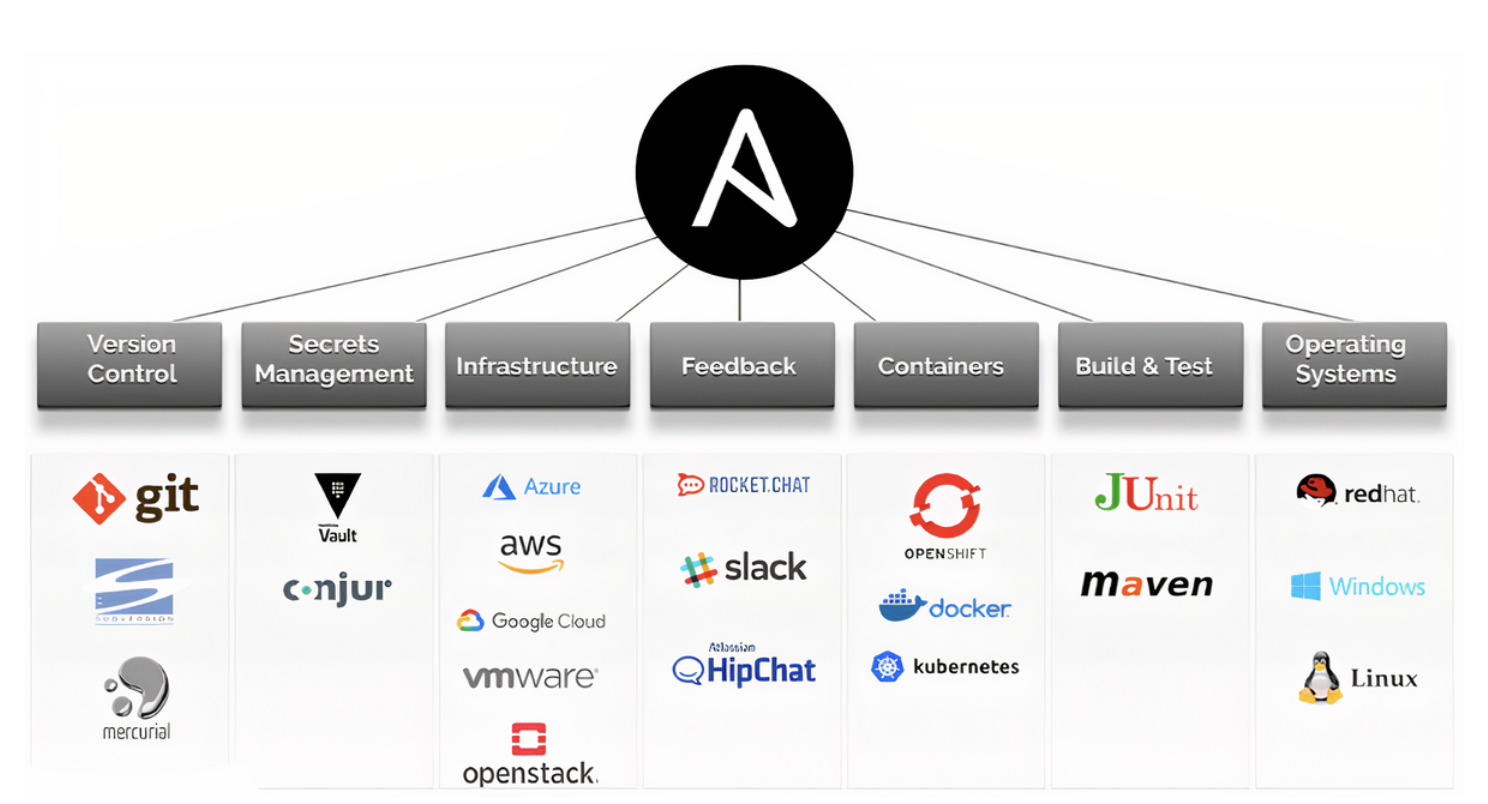 Version
Control
Secrets
Management
Infrastructure
Feedback
Containers
Build & Test
Operating
Systems
git
SUBVERSION
mercurial
Vault
conjur
Azure
aws
Google Cloud
vmware®
openstack.
ROCKET.CHAT
slack
Atlassian
HipChat
OPENSHIFT
docker
kubernetes
JUnit
maven
redhat.
Windows
Linux